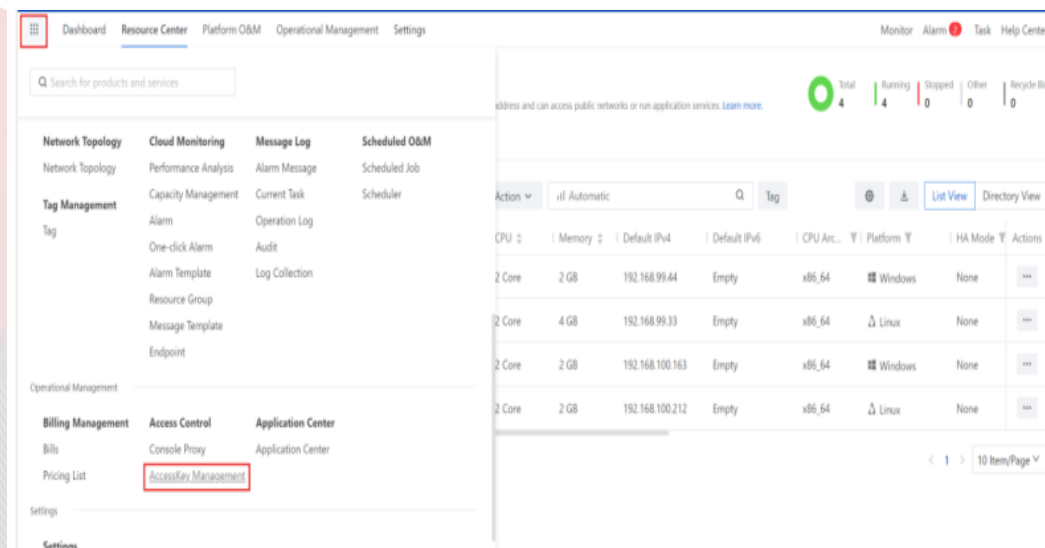 Dashboard Resource Center Platform O&M Operational Management Settings Monitor Alarm 2 Task Help Cente
Search for products and services
address and can access public networks or run application services. Learn more.
Total 4 Running 4 Stopped 0 Other 0 Recycle Bi 0
Network Topology Cloud Monitoring Message Log Scheduled O&M
Network Topology Performance Analysis Alarm Message Scheduled Job
Capacity Management Current Task Scheduler
Tag Management
Tag
Alarm Operation Log
One-click Alarm Audit
Alarm Template Log Collection
Resource Group
Message Template
Endpoint
Action Automatic Tag List View Directory View
CPU Memory Default IPv4 Default IPv6 CPU Arc... Platform HA Mode Actions
2 Core 2 GB 192.168.99.44 Empty x86_64 Windows None ...
2 Core 4 GB 192.168.99.33 Empty x86_64 Linux None ...
2 Core 2 GB 192.168.100.163 Empty x86_64 Windows None ...
2 Core 2 GB 192.168.100.212 Empty x86_64 Linux None ...
< 1 > 10 Item/Page
Operational Management
Billing Management Access Control Application Center
Bills Console Proxy Application Center
Pricing List AccessKey Management
Settings
Settings